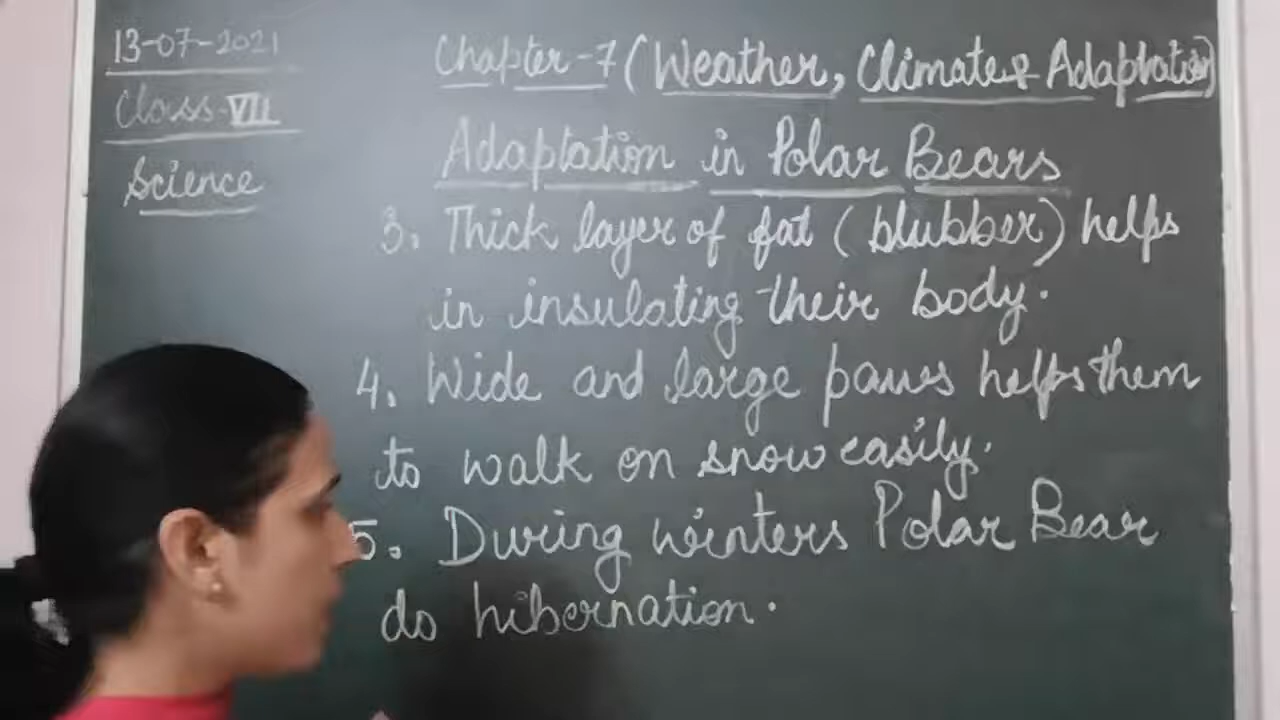 13-07-2021
Class-VII
Science
Chapter-7 (Weather, Climate & Adaptation)
Adaptation in Polar Bears
3. Thick layer of fat (blubber) helps
in insulating their body.
4. Wide and large paws helps them
to walk on snow easily.
5. During winters Polar Bear
do hibernation.